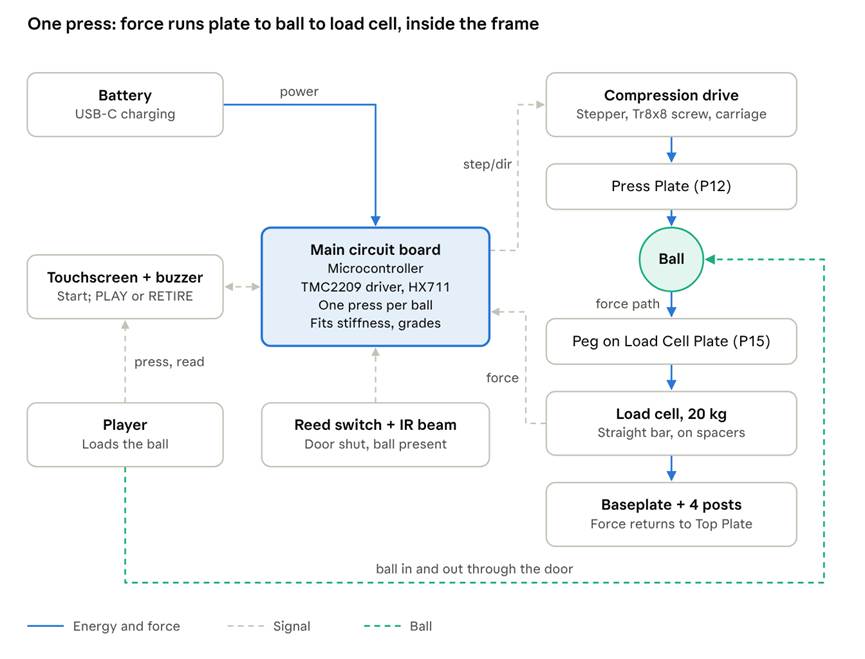 One press: force runs plate to ball to load cell, inside the frame
Battery
USB-C charging
power
Compression drive
Stepper, Tr8x8 screw, carriage
step/dir
Press Plate (P12)
Main circuit board
Microcontroller
TMC2209 driver, HX711
One press per ball
Fits stiffness, grades
Touchscreen + buzzer
Start; PLAY or RETIRE
Ball
force path
Peg on Load Cell Plate (P15)
press, read
force
Player
Loads the ball
Reed switch + IR beam
Door shut, ball present
Load cell, 20 kg
Straight bar, on spacers
Baseplate + 4 posts
Force returns to Top Plate
ball in and out through the door
Energy and force
Signal
Ball